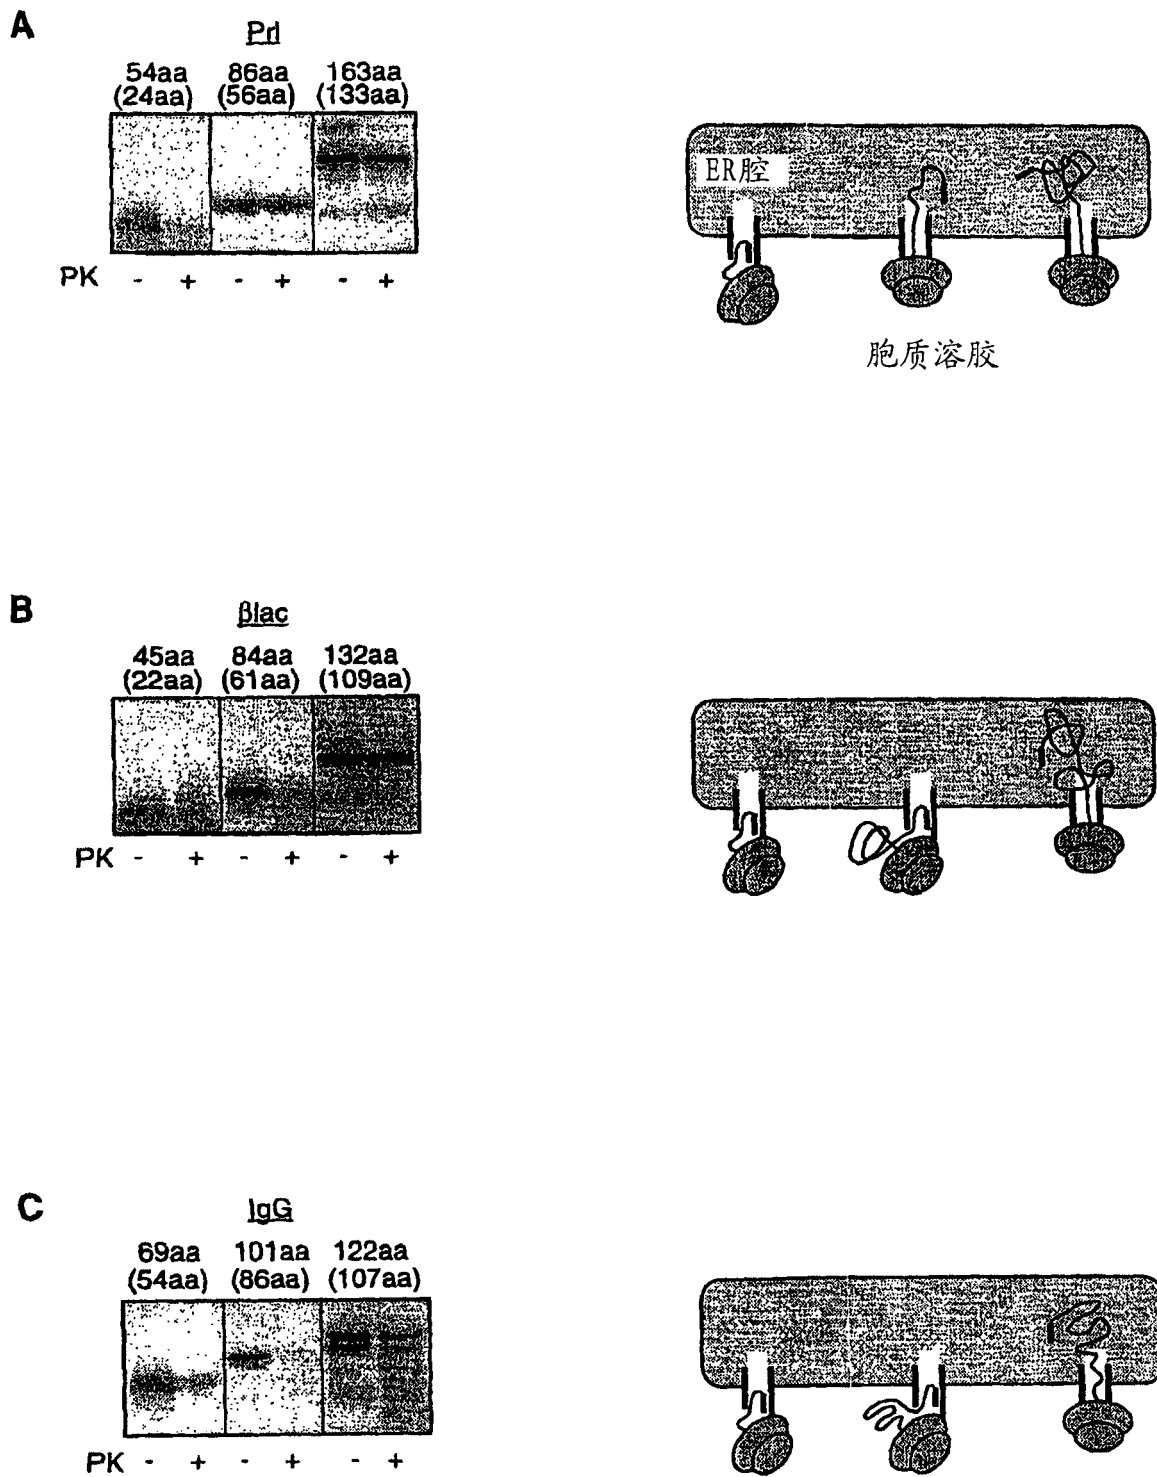 A
Prl
54aa 86aa 163aa
(24aa) (56aa) (133aa)
ER腔
PK - + - + - +
胞质溶胶
B
βlac
45aa 84aa 132aa
(22aa) (61aa) (109aa)
PK - + - + - +
C
IgG
69aa 101aa 122aa
(54aa) (86aa) (107aa)
PK - + - + - +